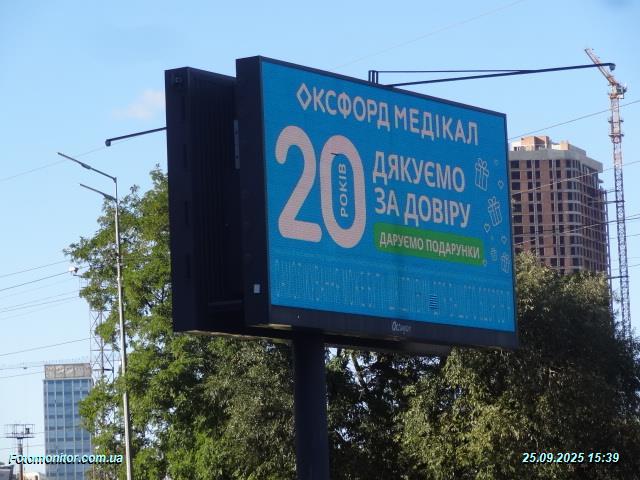 ОКСФОРД МЕДІКАЛ
20
РОКІВ
ДЯКУЄМО
ЗА ДОВІРУ
ДАРУЄМО ПОДАРУНКИ
Fotomonitor.com.ua
25.09.2025 15:39